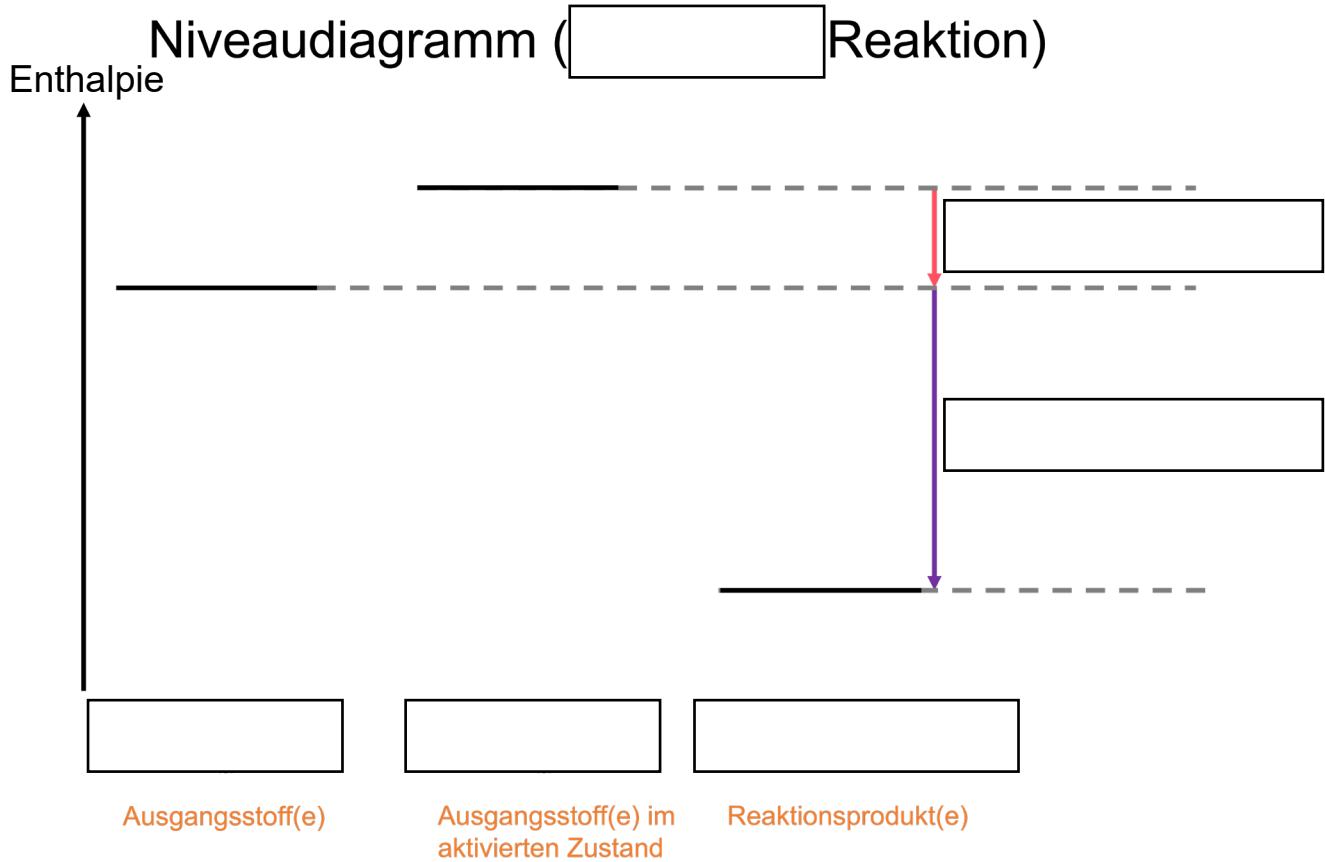 Niveaudiagramm ( Reaktion)
Enthalpie
Ausgangsstoff(e)
Ausgangsstoff(e) im
aktivierten Zustand
Reaktionsprodukt(e)